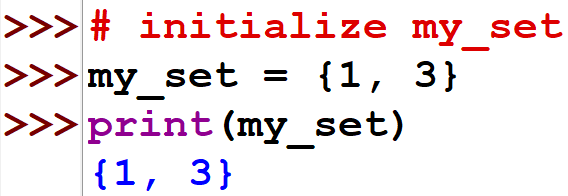 >>> # initialize my_set
>>> my_set = {1, 3}
>>> print(my_set)
{1, 3}